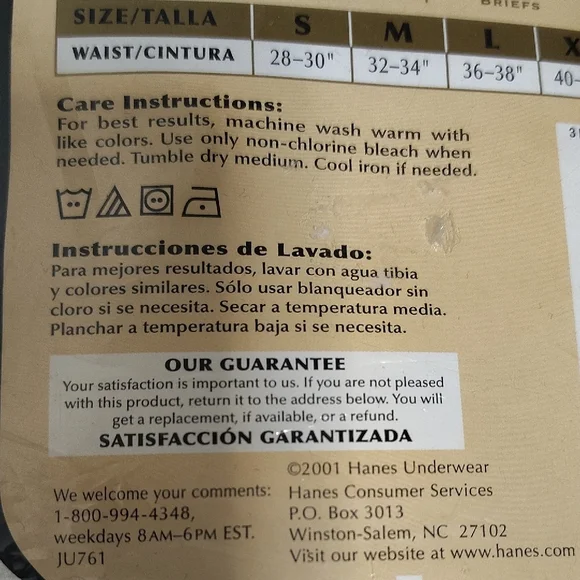 BRIEFS
SIZE/TALLA S M L X
WAIST/CINTURA 28–30" 32–34" 36–38" 40–
Care Instructions:
For best results, machine wash warm with
like colors. Use only non-chlorine bleach when
needed. Tumble dry medium. Cool iron if needed.
Instrucciones de Lavado:
Para mejores resultados, lavar con agua tibia
y colores similares. Sólo usar blanqueador sin
cloro si se necesita. Secar a temperatura media.
Planchar a temperatura baja si se necesita.
OUR GUARANTEE
Your satisfaction is important to us. If you are not pleased
with this product, return it to the address below. You will
get a replacement, if available, or a refund.
SATISFACCIÓN GARANTIZADA
©2001 Hanes Underwear
We welcome your comments: Hanes Consumer Services
1-800-994-4348, P.O. Box 3013
weekdays 8AM–6PM EST. Winston-Salem, NC 27102
JU761 Visit our website at www.hanes.com